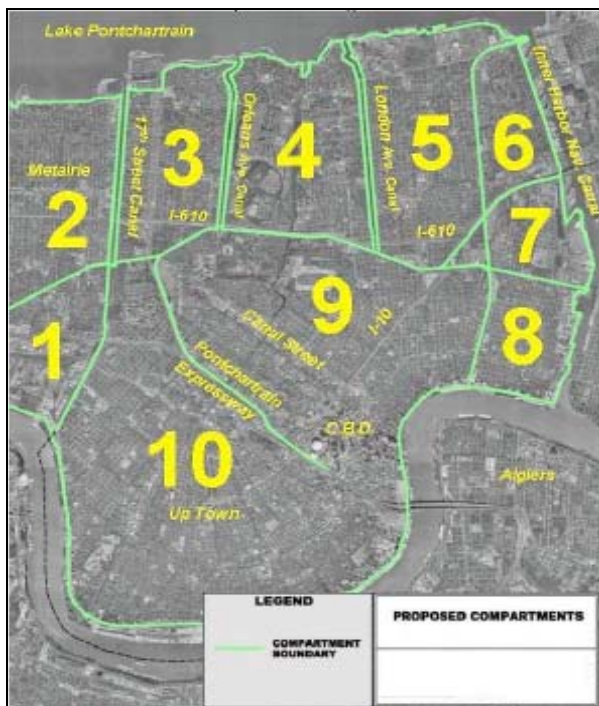 Lake Pontchartrain
Inner Harbor Nav. Canal
17th Street Canal
3
Orleans Ave. Canal
4
London Ave. Canal
5
6
Metairie
2
I-610
I-610
7
1
9
Canal Street
I-10
8
Pontchartrain
Expressway
C.B.D.
10
Up Town
Algiers
LEGEND
COMPARTMENT
BOUNDARY
PROPOSED COMPARTMENTS